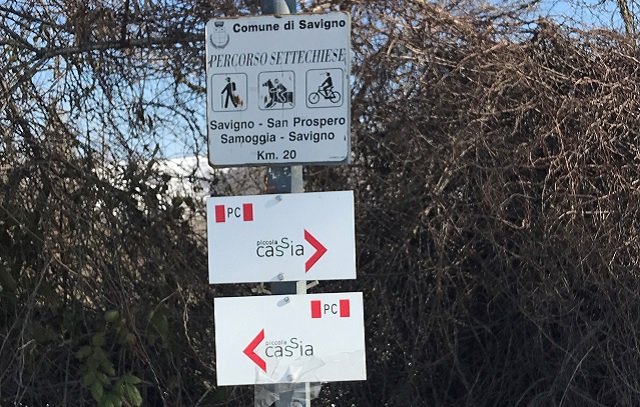 Comune di Savigno
PERCORSO SETTECHIESE
Savigno - San Prospero
Samoggia - Savigno
Km. 20
PC
piccola
casSia
PC
piccola
casSia